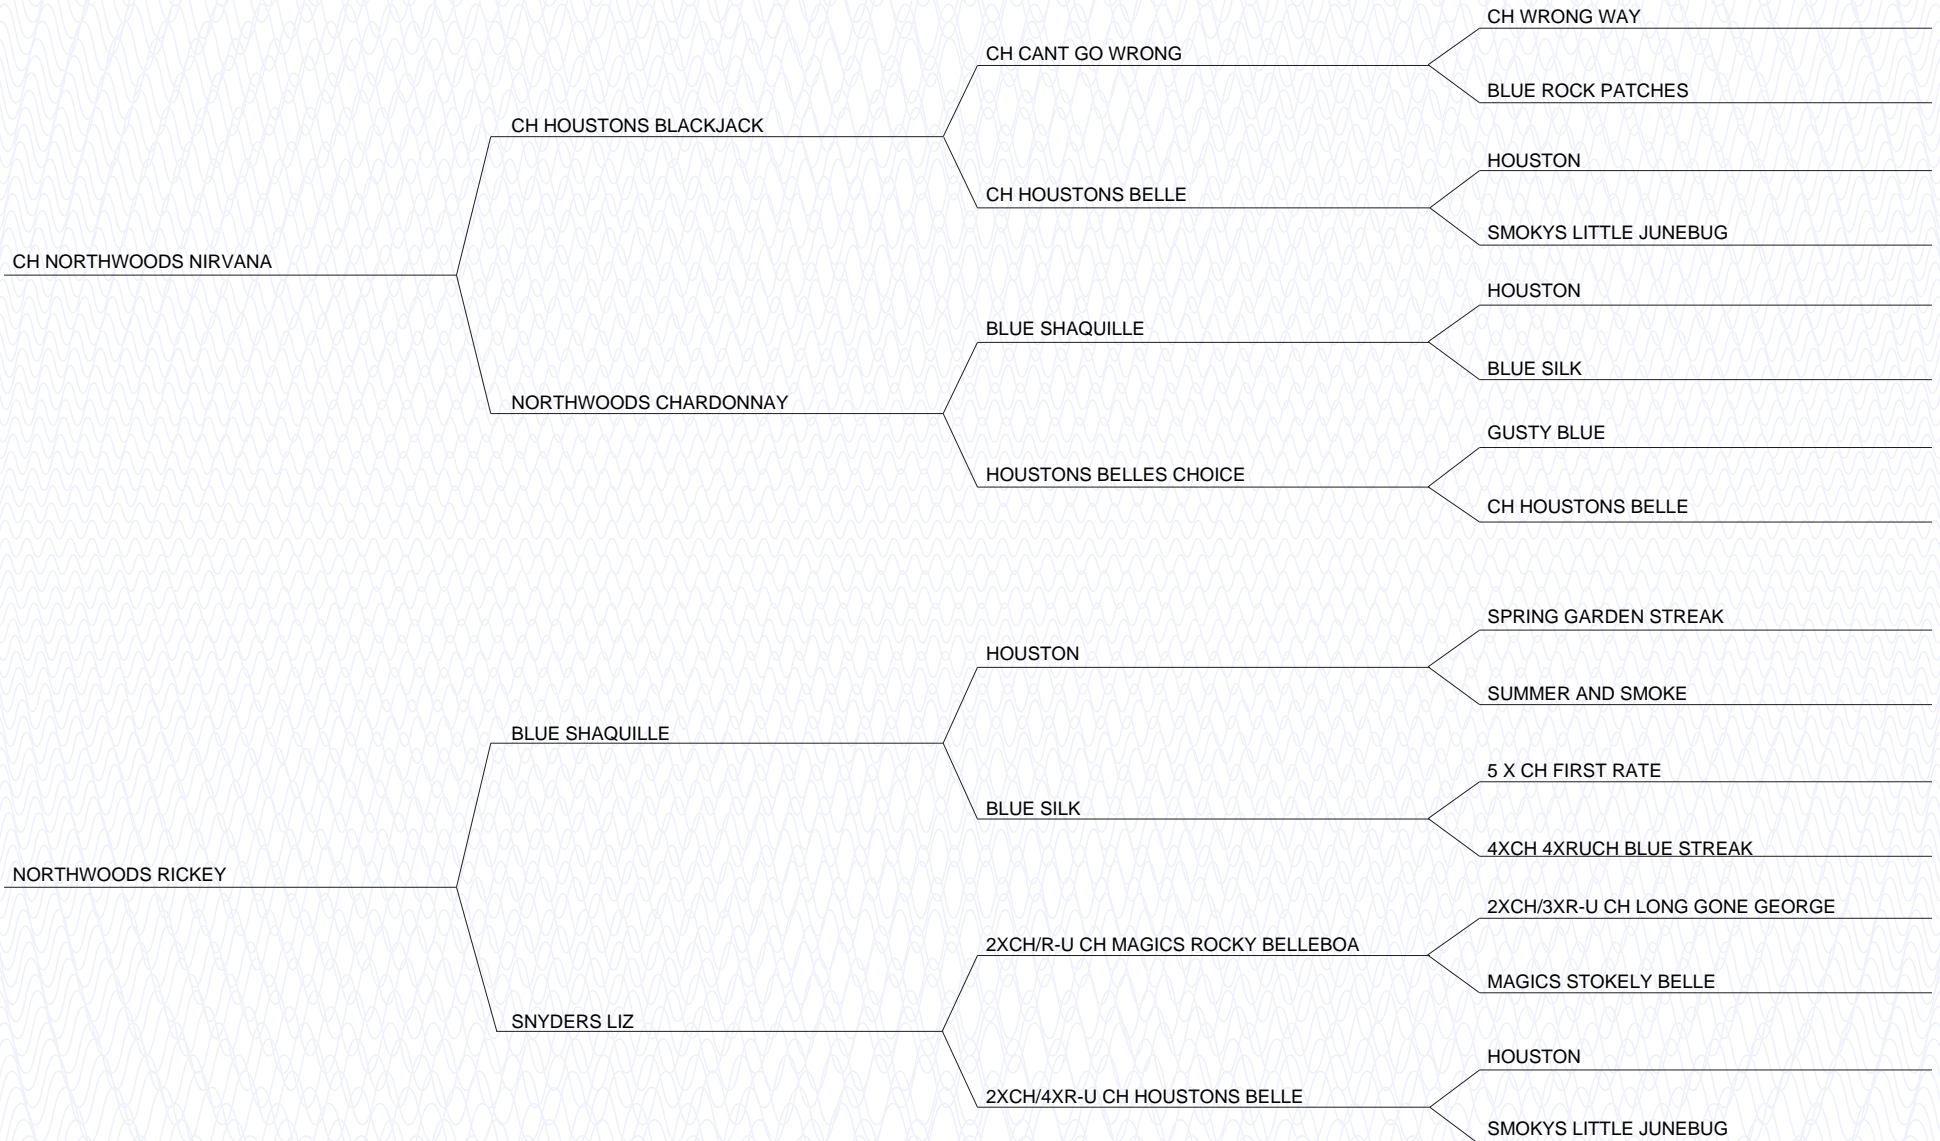 CH WRONG WAY
CH CANT GO WRONG
BLUE ROCK PATCHES
CH HOUSTONS BLACKJACK
HOUSTON
CH HOUSTONS BELLE
SMOKYS LITTLE JUNEBUG
CH NORTHWOODS NIRVANA
HOUSTON
BLUE SHAQUILLE
BLUE SILK
NORTHWOODS CHARDONNAY
GUSTY BLUE
HOUSTONS BELLES CHOICE
CH HOUSTONS BELLE
SPRING GARDEN STREAK
HOUSTON
SUMMER AND SMOKE
BLUE SHAQUILLE
5 X CH FIRST RATE
BLUE SILK
4XCH 4XRUCH BLUE STREAK
NORTHWOODS RICKEY
2XCH/3XR-U CH LONG GONE GEORGE
2XCH/R-U CH MAGICS ROCKY BELLEBOA
MAGICS STOKELY BELLE
SNYDERS LIZ
HOUSTON
2XCH/4XR-U CH HOUSTONS BELLE
SMOKYS LITTLE JUNEBUG